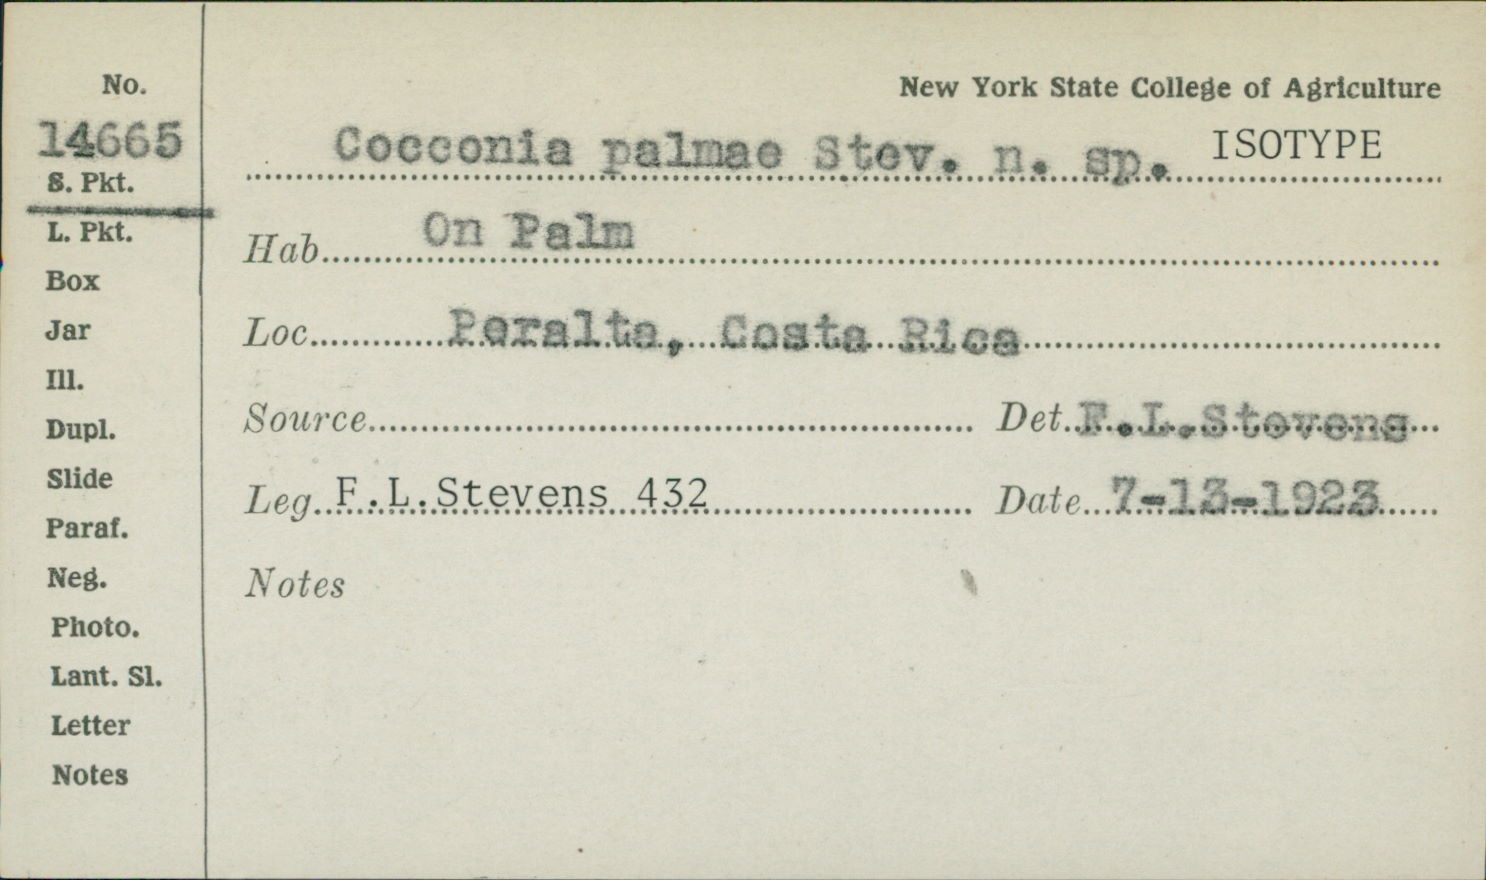 No.
14665
S. Pkt.
L. Pkt.
Box
Jar
Ill.
Dupl.
Slide
Paraf.
Neg.
Photo.
Lant. Sl.
Letter
Notes
New York State College of Agriculture
Cocconia palmae Stev. n. sp. ISOTYPE
Hab. On Palm
Loc. Peralta, Costa Rica
Source Det. F.L.Stevens
Leg. F.L.Stevens 432 Date 7-13-1923
Notes